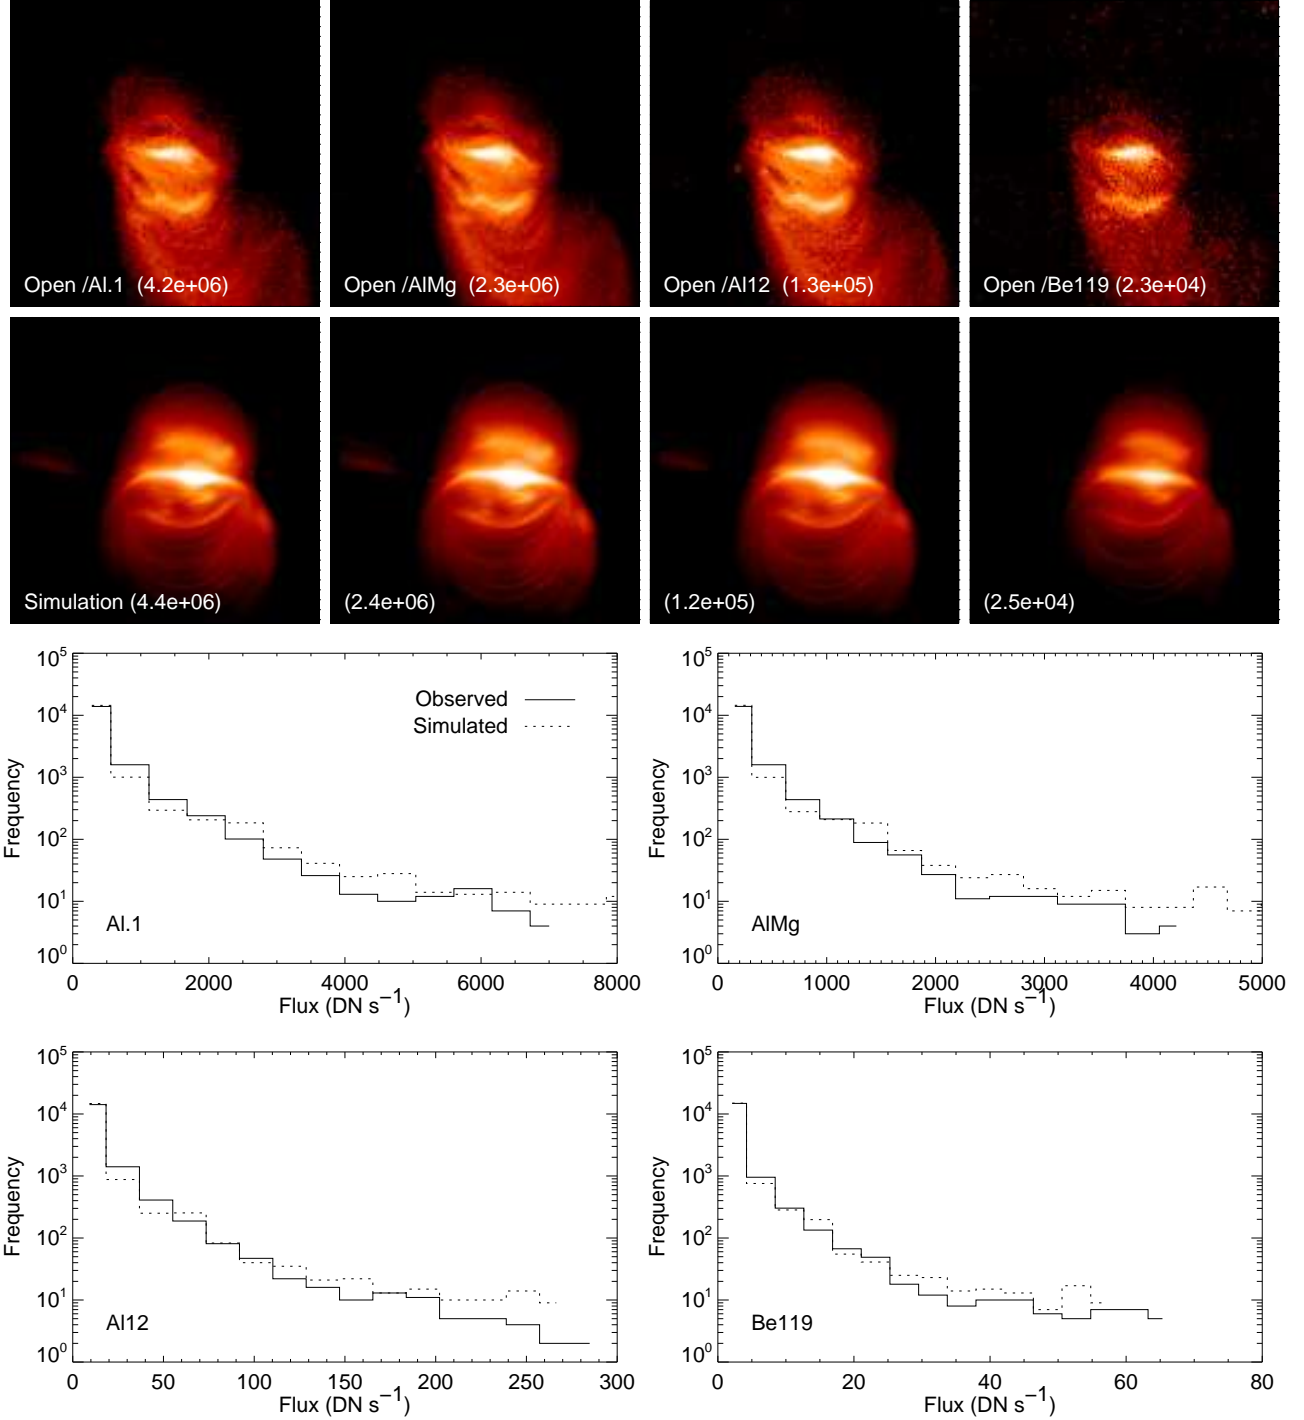 Open /Al.1 (4.2e+06)
Open /AlMg (2.3e+06)
Open /Al12 (1.3e+05)
Open /Be119 (2.3e+04)
Simulation (4.4e+06)
(2.4e+06)
(1.2e+05)
(2.5e+04)
10^5
10^4
10^3
10^2
10^1
10^0
Frequency
Observed
Simulated
Al.1
0 2000 4000 6000 8000
Flux (DN s^−1)
10^5
10^4
10^3
10^2
10^1
10^0
Frequency
AlMg
0 1000 2000 3000 4000 5000
Flux (DN s^−1)
10^5
10^4
10^3
10^2
10^1
10^0
Frequency
Al12
0 50 100 150 200 250 300
Flux (DN s^−1)
10^5
10^4
10^3
10^2
10^1
10^0
Frequency
Be119
0 20 40 60 80
Flux (DN s^−1)